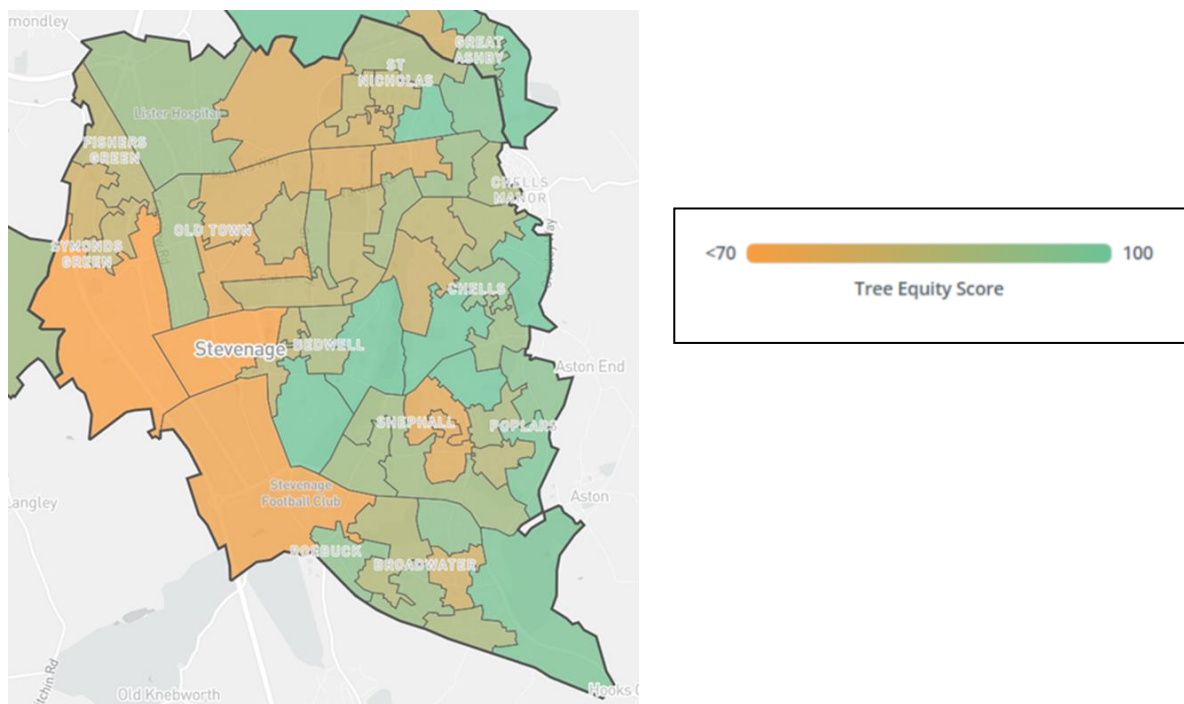 mondley
GREAT
ASHBY
ST
NICHOLAS
Lister Hospital
FISHERS
GREEN
CHELLS
MANOR
OLD TOWN
SYMONDS
GREEN
CHELLS
Stevenage
BEDWELL
Aston End
SHEPHALL
POPLARS
Stevenage
Football Club
Aston
Langley
ROEBUCK
BROADWATER
Old Knebworth
Hooks
<70
100
Tree Equity Score